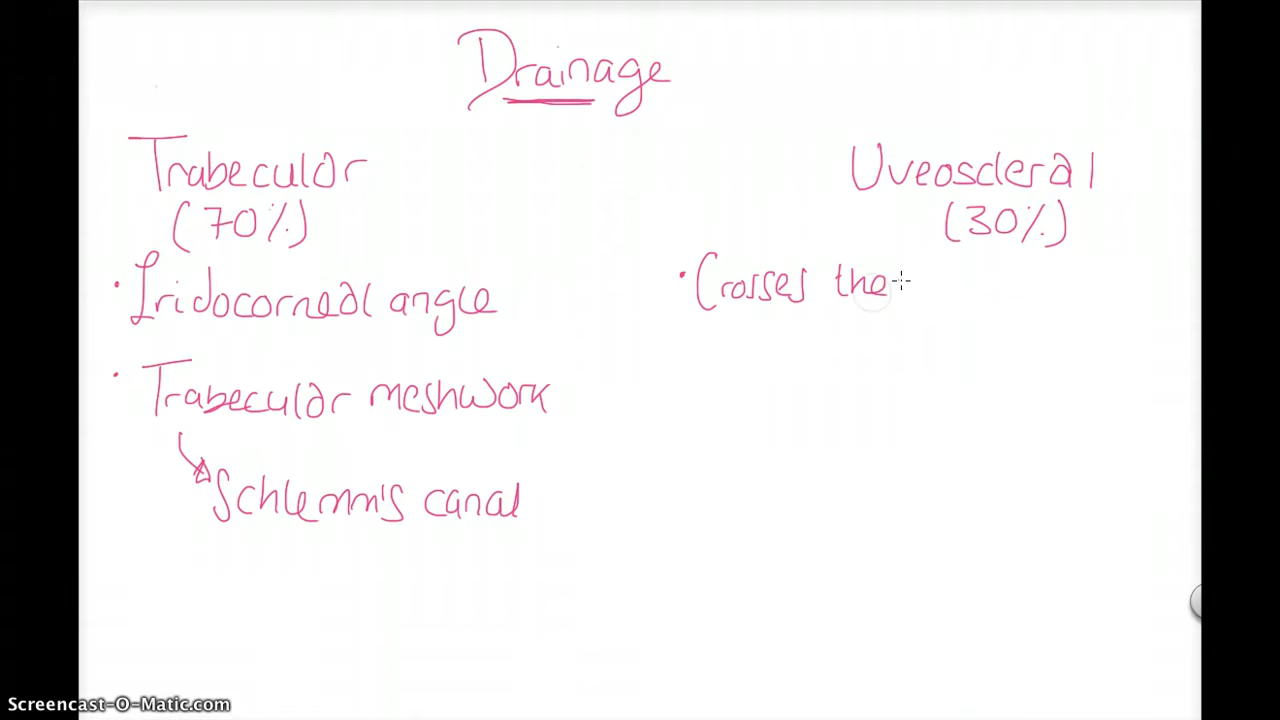 Drainage
Trabecular
(70%)
• Iridocorneal angle
• Trabecular meshwork
Schlemm's canal
Uveoscleral
(30%)
• Crosses the
Screencast-O-Matic.com